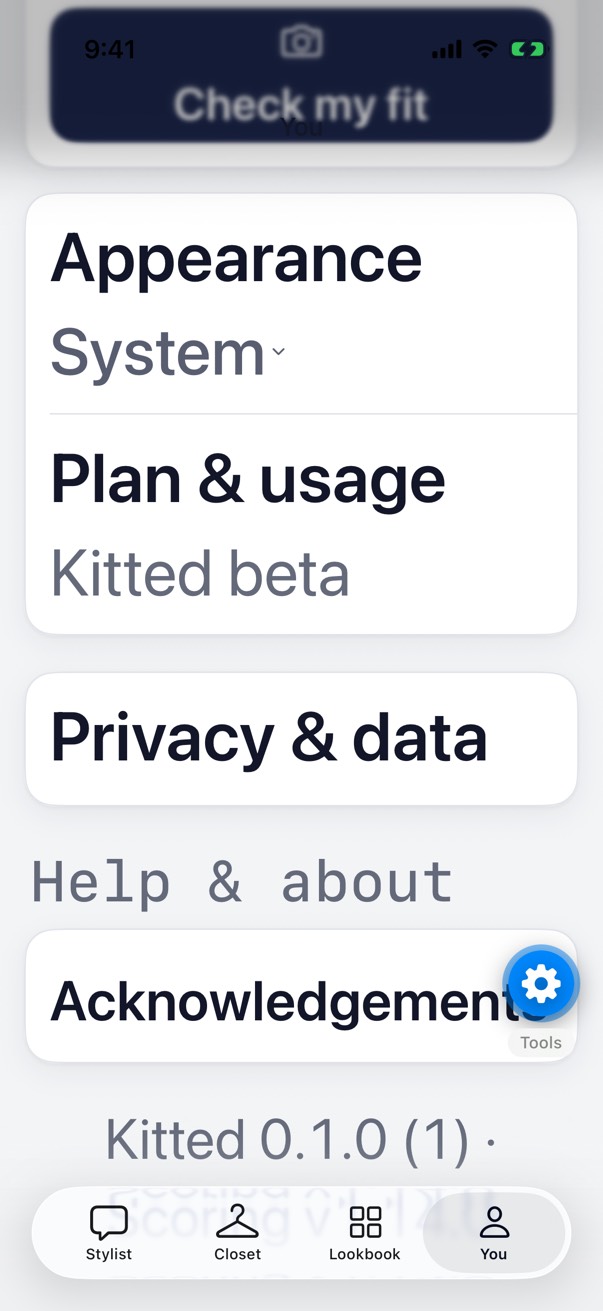 9:41
Check my fit
You
Appearance
System
Plan & usage
Kitted beta
Privacy & data
Help & about
Acknowledgements
Tools
Kitted 0.1.0 (1) ·
Stylist
Closet
Lookbook
You